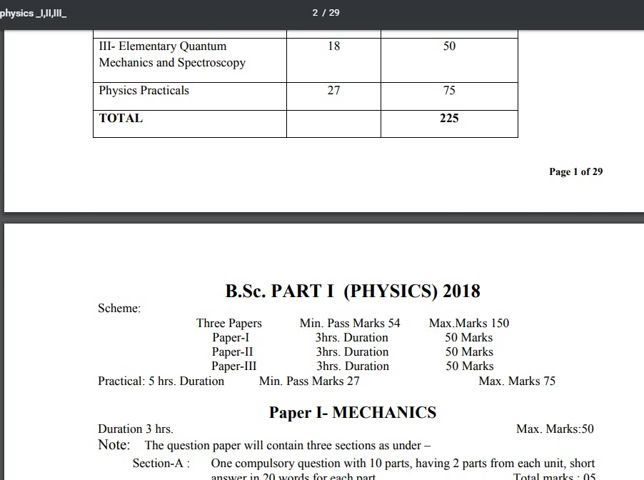 physics _I,II,III_
2 / 29
III- Elementary Quantum Mechanics and Spectroscopy 18 50
Physics Practicals 27 75
TOTAL 225
Page 1 of 29
B.Sc. PART I (PHYSICS) 2018
Scheme:
Three Papers Min. Pass Marks 54 Max.Marks 150
Paper-I 3hrs. Duration 50 Marks
Paper-II 3hrs. Duration 50 Marks
Paper-III 3hrs. Duration 50 Marks
Practical: 5 hrs. Duration Min. Pass Marks 27 Max. Marks 75
Paper I- MECHANICS
Duration 3 hrs. Max. Marks:50
Note: The question paper will contain three sections as under –
Section-A : One compulsory question with 10 parts, having 2 parts from each unit, short
answer in 20 words for each part. Total marks : 05